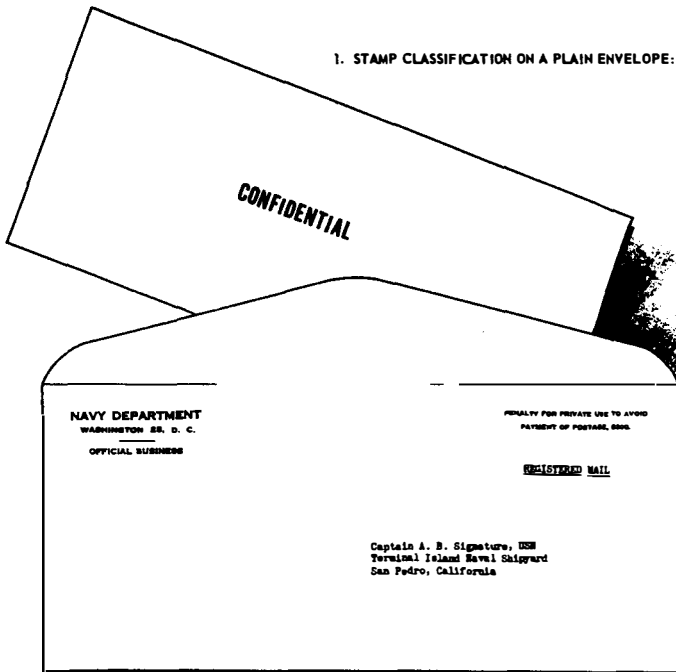 1. STAMP CLASSIFICATION ON A PLAIN ENVELOPE:
CONFIDENTIAL
NAVY DEPARTMENT
WASHINGTON 25, D. C.
OFFICIAL BUSINESS
PENALTY FOR PRIVATE USE TO AVOID
PAYMENT OF POSTAGE, $300.
REGISTERED MAIL
Captain A. B. Signature, USN
Terminal Island Naval Shipyard
San Pedro, California